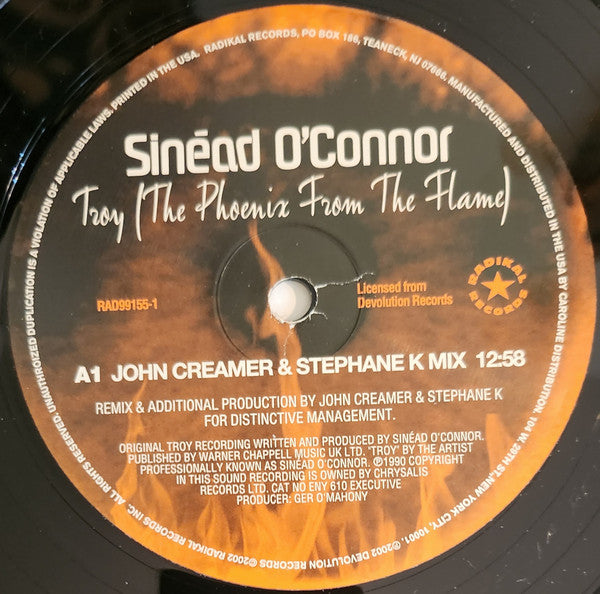 Sinéad O'Connor
Troy (The Phoenix From The Flame)
RAD99155-1
Licensed from
Devolution Records
RADIKAL
RECORDS
A1 JOHN CREAMER & STEPHANE K MIX 12:58
REMIX & ADDITIONAL PRODUCTION BY JOHN CREAMER & STEPHANE K
FOR DISTINCTIVE MANAGEMENT.
ORIGINAL TROY RECORDING WRITTEN AND PRODUCED BY SINÉAD O'CONNOR.
PUBLISHED BY WARNER CHAPPELL MUSIC UK LTD. "TROY" BY THE ARTIST
PROFESSIONALLY KNOWN AS SINÉAD O'CONNOR. ℗1990 COPYRIGHT
IN THIS SOUND RECORDING IS OWNED BY CHRYSALIS
RECORDS LTD. CAT NO ENY 610 EXECUTIVE
PRODUCER: GER O'MAHONY
©2002 RADIKAL RECORDS INC. ALL RIGHTS RESERVED. UNAUTHORIZED DUPLICATION IS A VIOLATION OF APPLICABLE LAWS. PRINTED IN THE USA. RADIKAL RECORDS, PO BOX 166, TEANECK, NJ 07666. MANUFACTURED AND DISTRIBUTED IN THE USA BY CAROLINE DISTRIBUTION, 104 W. 29TH ST. NEW YORK CITY, 10001. ℗2002 DEVOLUTION RECORDS